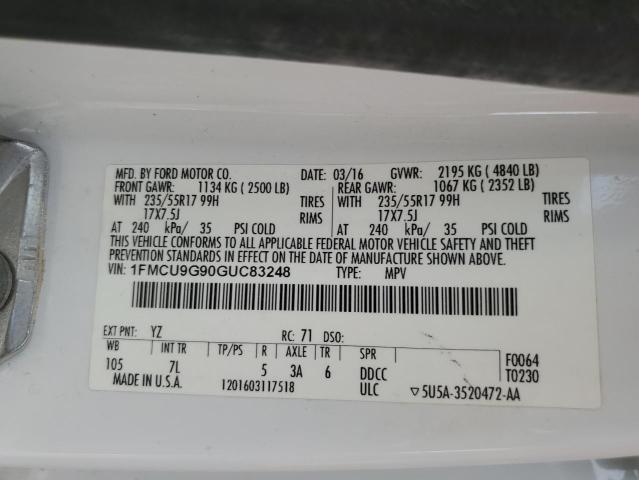 MFD. BY FORD MOTOR CO. DATE: 03/16 GVWR: 2195 KG ( 4840 LB)
FRONT GAWR: 1134 KG ( 2500 LB) REAR GAWR: 1067 KG ( 2352 LB)
WITH 235/55R17 99H TIRES WITH 235/55R17 99H TIRES
17X7.5J RIMS 17X7.5J RIMS
AT 240 kPa/ 35 PSI COLD AT 240 kPa/ 35 PSI COLD
THIS VEHICLE CONFORMS TO ALL APPLICABLE FEDERAL MOTOR VEHICLE SAFETY AND THEFT
PREVENTION STANDARDS IN EFFECT ON THE DATE OF MANUFACTURE SHOWN ABOVE.
VIN: 1FMCU9G90GUC83248 TYPE: MPV
EXT PNT: YZ RC: 71 DSO:
WB INT TR TP/PS R AXLE TR SPR F0064
105 7L 5 3A 6 DDCC T0230
MADE IN U.S.A. 1201603117518 ULC ▽5U5A-3520472-AA